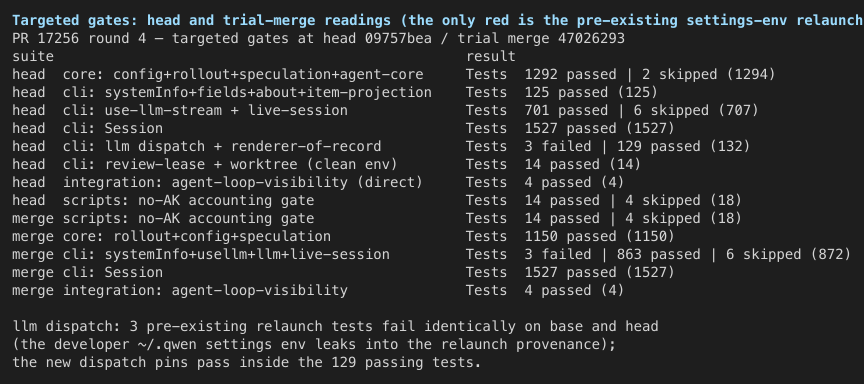 Targeted gates: head and trial-merge readings (the only red is the pre-existing settings-env relaunch
PR 17256 round 4 — targeted gates at head 09757bea / trial merge 47026293
suite result
head core: config+rollout+speculation+agent-core Tests 1292 passed | 2 skipped (1294)
head cli: systemInfo+fields+about+item-projection Tests 125 passed (125)
head cli: use-llm-stream + live-session Tests 701 passed | 6 skipped (707)
head cli: Session Tests 1527 passed (1527)
head cli: llm dispatch + renderer-of-record Tests 3 failed | 129 passed (132)
head cli: review-lease + worktree (clean env) Tests 14 passed (14)
head integration: agent-loop-visibility (direct) Tests 4 passed (4)
head scripts: no-AK accounting gate Tests 14 passed | 4 skipped (18)
merge scripts: no-AK accounting gate Tests 14 passed | 4 skipped (18)
merge core: rollout+config+speculation Tests 1150 passed (1150)
merge cli: systemInfo+usellm+llm+live-session Tests 3 failed | 863 passed | 6 skipped (872)
merge cli: Session Tests 1527 passed (1527)
merge integration: agent-loop-visibility Tests 4 passed (4)
llm dispatch: 3 pre-existing relaunch tests fail identically on base and head
(the developer ~/.qwen settings env leaks into the relaunch provenance);
the new dispatch pins pass inside the 129 passing tests.